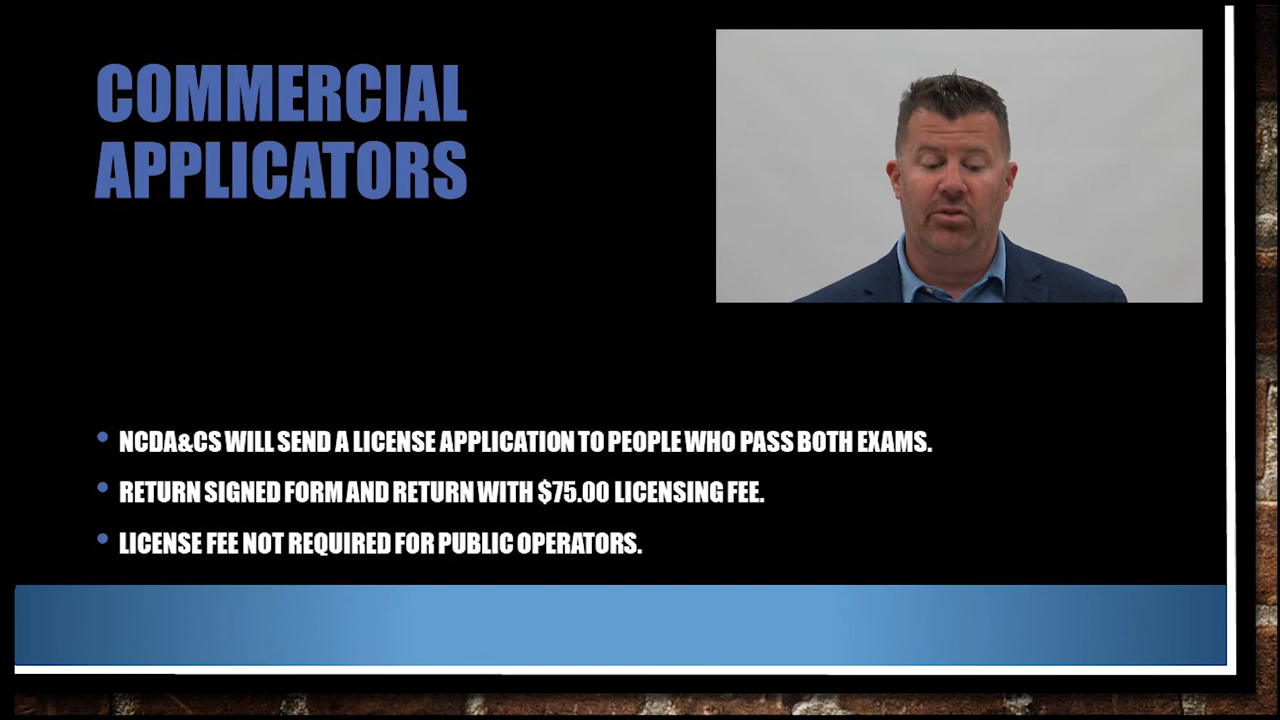 COMMERCIAL
APPLICATORS
• NCDA&CS WILL SEND A LICENSE APPLICATION TO PEOPLE WHO PASS BOTH EXAMS.
• RETURN SIGNED FORM AND RETURN WITH $75.00 LICENSING FEE.
• LICENSE FEE NOT REQUIRED FOR PUBLIC OPERATORS.